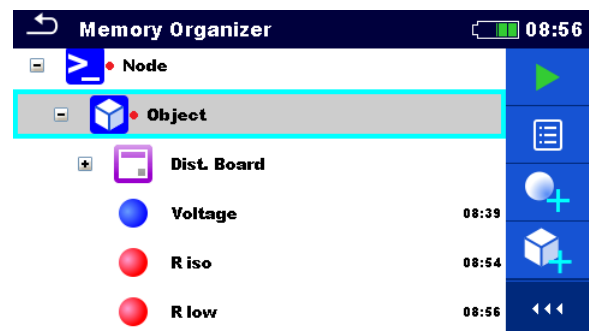 Memory Organizer 08:56
Node
Object
Dist. Board
Voltage 08:39
R iso 08:54
R low 08:56